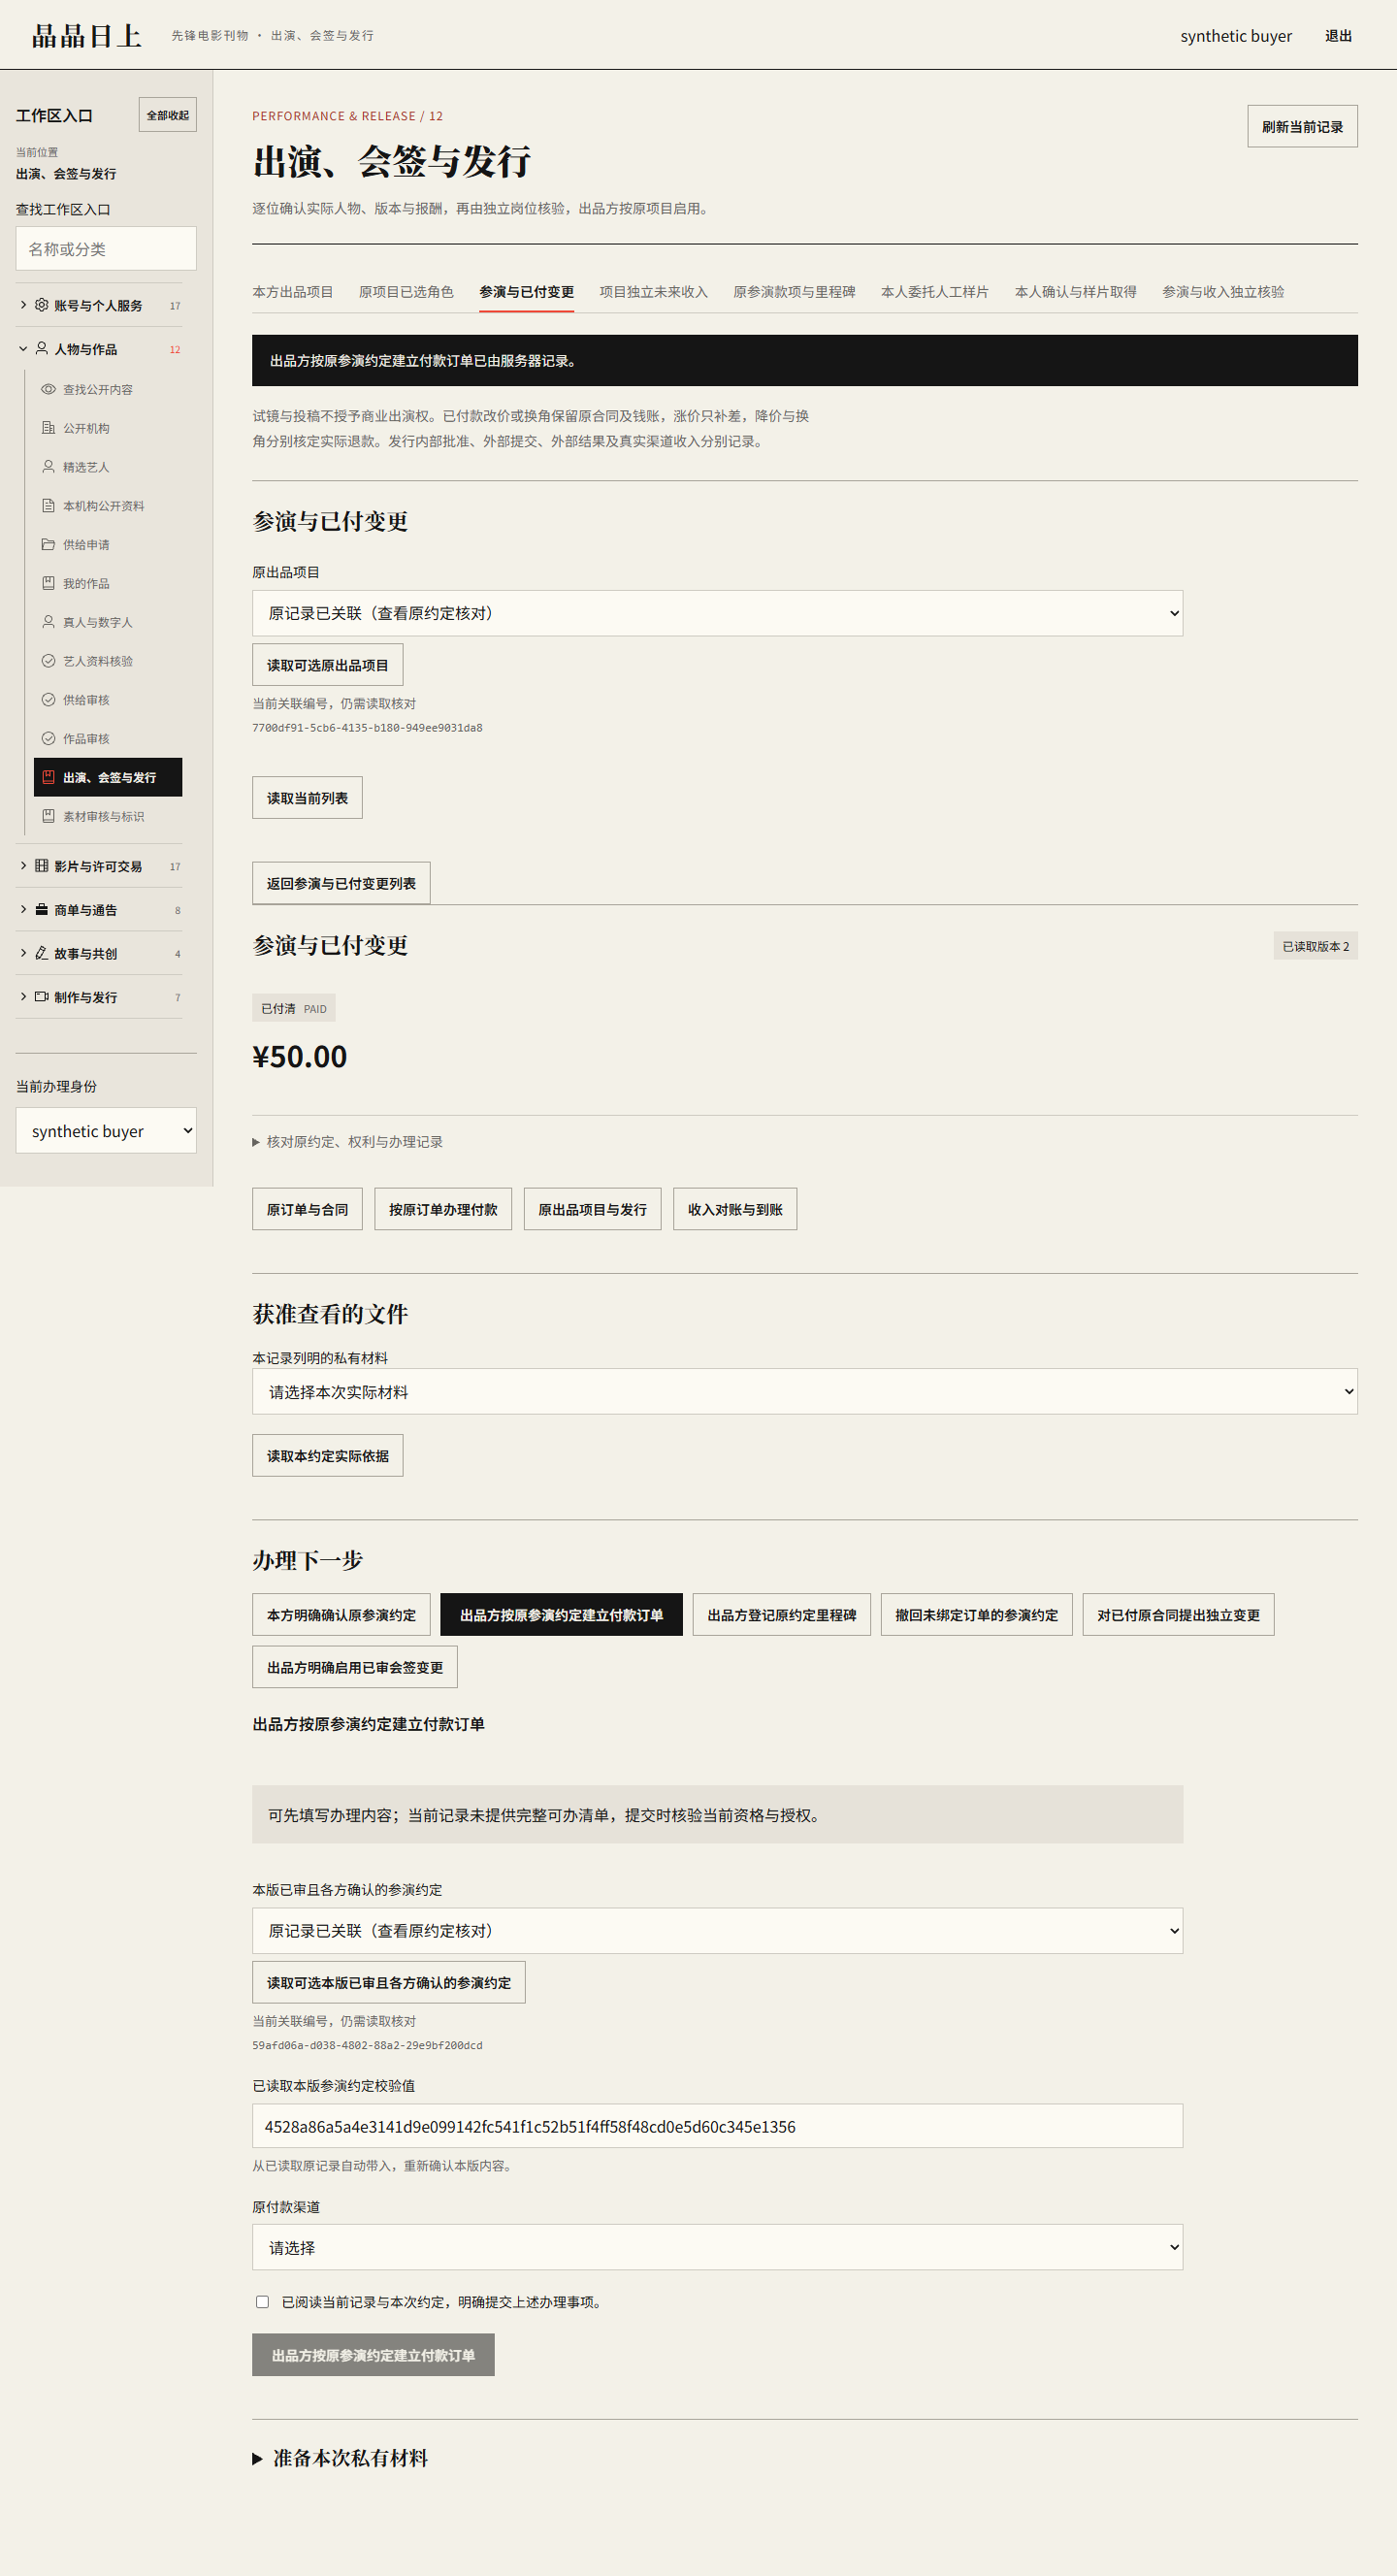 晶晶日上
先锋电影刊物 · 出演、会签与发行
synthetic buyer
退出
工作区入口
全部收起
当前位置
出演、会签与发行
查找工作区入口
名称或分类
账号与个人服务 17
人物与作品 12
查找公开内容
公开机构
精选艺人
本机构公开资料
供给申请
我的作品
真人与数字人
艺人资料核验
供给审核
作品审核
出演、会签与发行
素材审核与标识
影片与许可交易 17
商单与通告 8
故事与共创 4
制作与发行 7
当前办理身份
synthetic buyer
PERFORMANCE & RELEASE / 12
出演、会签与发行
逐位确认实际人物、版本与报酬，再由独立岗位核验，出品方按原项目启用。
刷新当前记录
本方出品项目 原项目已选角色 参演与已付变更 项目独立未来收入 原参演款项与里程碑 本人委托人工样片 本人确认与样片取得 参演与收入独立核验
出品方按原参演约定建立付款订单已由服务器记录。
试镜与投稿不授予商业出演权。已付款改价或换角保留原合同及钱账，涨价只补差，降价与换
角分别核定实际退款。发行内部批准、外部提交、外部结果及真实渠道收入分别记录。
参演与已付变更
原出品项目
原记录已关联（查看原约定核对）
读取可选原出品项目
当前关联编号，仍需读取核对
7700df91-5cb6-4135-b180-949ee9031da8
读取当前列表
返回参演与已付变更列表
参演与已付变更
已读取版本 2
已付清 PAID
¥50.00
核对原约定、权利与办理记录
原订单与合同 按原订单办理付款 原出品项目与发行 收入对账与到账
获准查看的文件
本记录列明的私有材料
请选择本次实际材料
读取本约定实际依据
办理下一步
本方明确确认原参演约定 出品方按原参演约定建立付款订单 出品方登记原约定里程碑 撤回未绑定订单的参演约定 对已付原合同提出独立变更
出品方明确启用已审会签变更
出品方按原参演约定建立付款订单
可先填写办理内容；当前记录未提供完整可办清单，提交时核验当前资格与授权。
本版已审且各方确认的参演约定
原记录已关联（查看原约定核对）
读取可选本版已审且各方确认的参演约定
当前关联编号，仍需读取核对
59afd06a-d038-4802-88a2-29e9bf200dcd
已读取本版参演约定校验值
4528a86a5a4e3141d9e099142fc541f1c52b51f4ff58f48cd0e5d60c345e1356
从已读取原记录自动带入，重新确认本版内容。
原付款渠道
请选择
已阅读当前记录与本次约定，明确提交上述办理事项。
出品方按原参演约定建立付款订单
准备本次私有材料